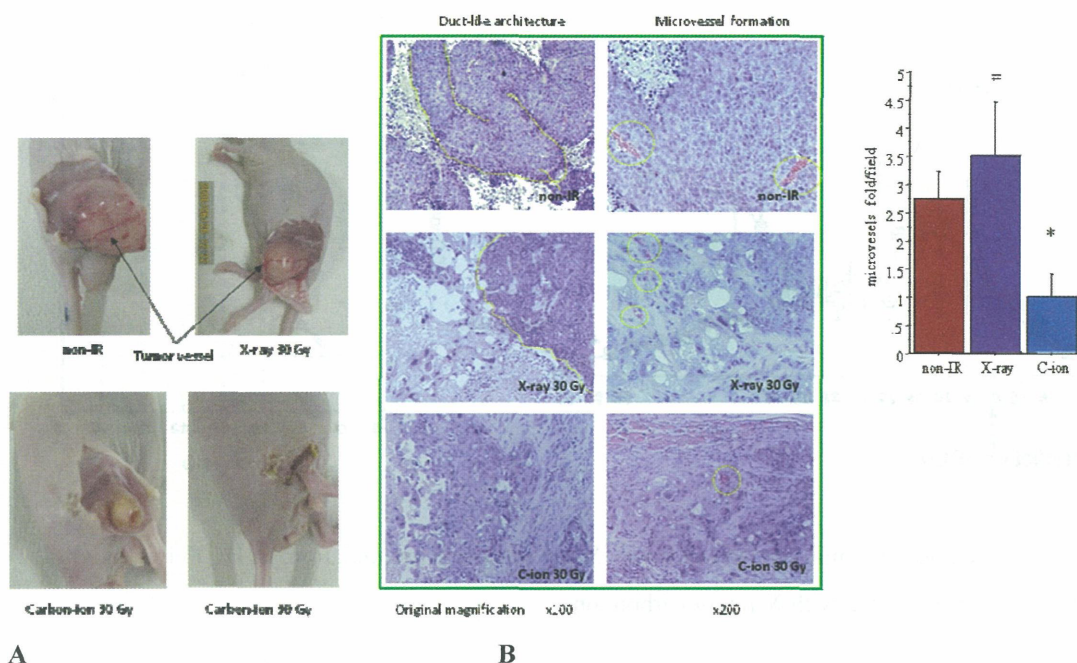 Duct-like architecture
Microvessel formation
non-IR
X-ray 30 Gy
Tumor vessel
Carbon-Ion 30 Gy
Carbon-Ion 30 Gy
non-IR
non-IR
X-ray 30 Gy
X-ray 30 Gy
C-ion 30 Gy
C-ion 30 Gy
Original magnification
x100
x200
microvesels fold/field
5
4.5
4
3.5
3
2.5
2
1.5
1
.5
0
=
*
non-IR
X-ray
C-ion
A
B